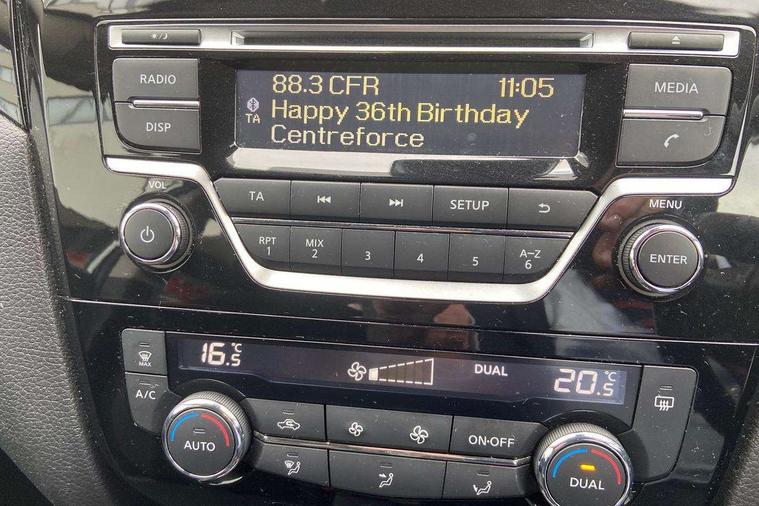 RADIO
DISP
88.3 CFR 11:05
Happy 36th Birthday
TA Centreforce
MEDIA
VOL
TA SETUP
MENU
RPT 1 MIX 2 3 4 5 A-Z 6
ENTER
MAX
A/C
16.5 °C DUAL 20.5 °C
AUTO
ON·OFF
DUAL